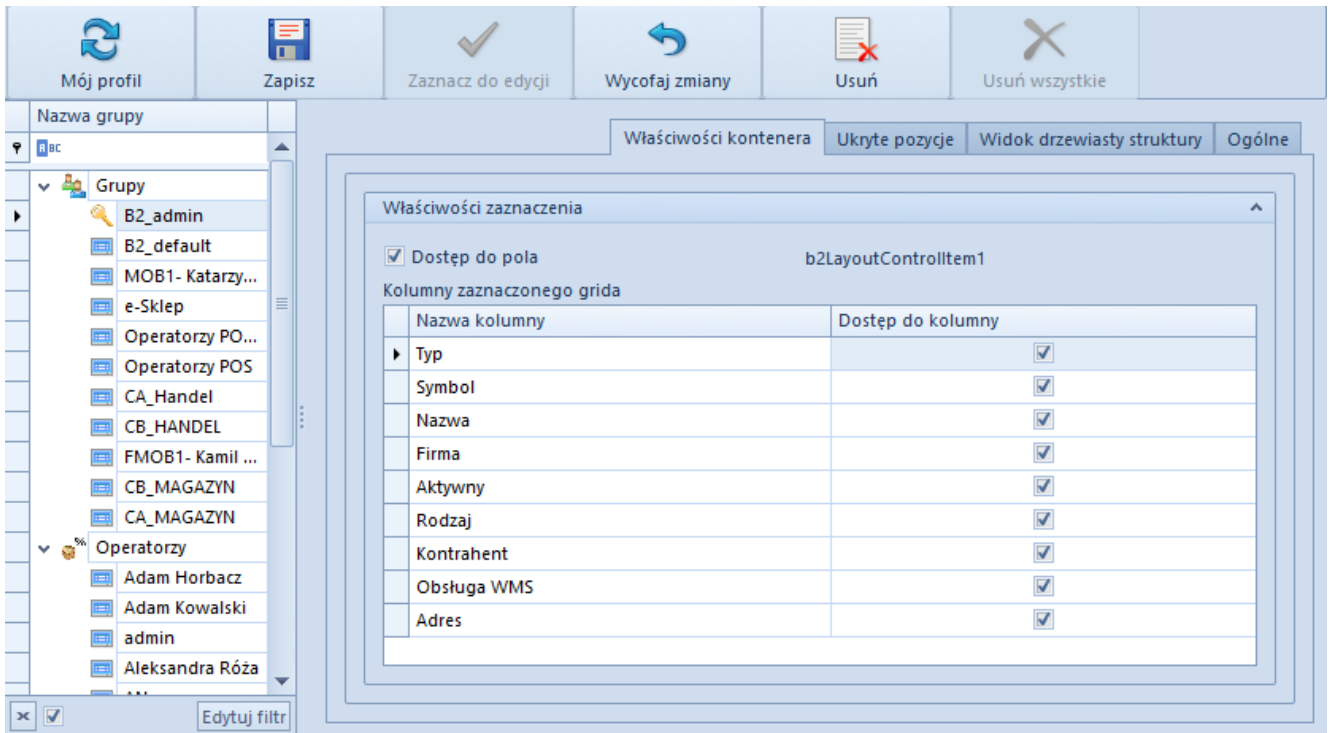 Mój profil Zapisz Zaznacz do edycji Wycofaj zmiany Usuń Usuń wszystkie
Nazwa grupy
ABC
Grupy
B2_admin
B2_default
MOB1- Katarzy...
e-Sklep
Operatorzy PO...
Operatorzy POS
CA_Handel
CB_HANDEL
FMOB1- Kamil ...
CB_MAGAZYN
CA_MAGAZYN
Operatorzy
Adam Horbacz
Adam Kowalski
admin
Aleksandra Róża
Edytuj filtr
Właściwości kontenera Ukryte pozycje Widok drzewiasty struktury Ogólne
Właściwości zaznaczenia
Dostęp do pola b2LayoutControlItem1
Kolumny zaznaczonego grida
Nazwa kolumny Dostęp do kolumny
Typ
Symbol
Nazwa
Firma
Aktywny
Rodzaj
Kontrahent
Obsługa WMS
Adres